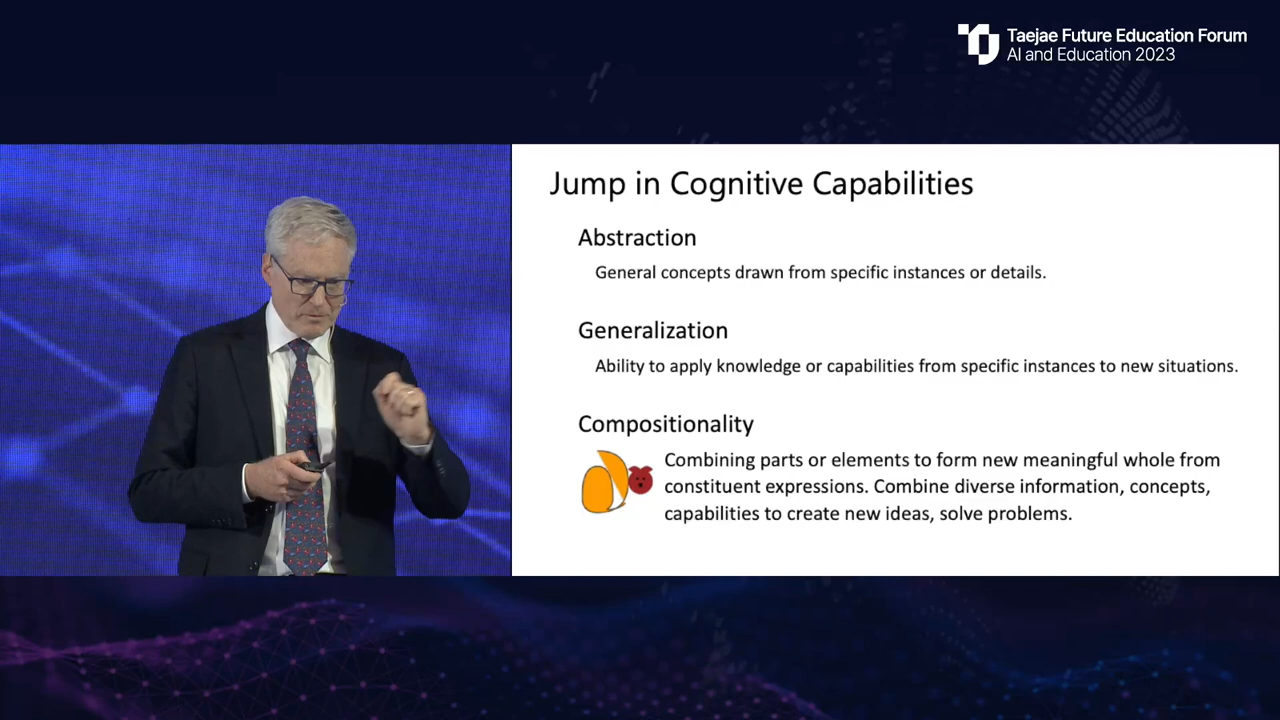 Taejae Future Education Forum
AI and Education 2023
Jump in Cognitive Capabilities
Abstraction
General concepts drawn from specific instances or details.
Generalization
Ability to apply knowledge or capabilities from specific instances to new situations.
Compositionality
Combining parts or elements to form new meaningful whole from
constituent expressions. Combine diverse information, concepts,
capabilities to create new ideas, solve problems.